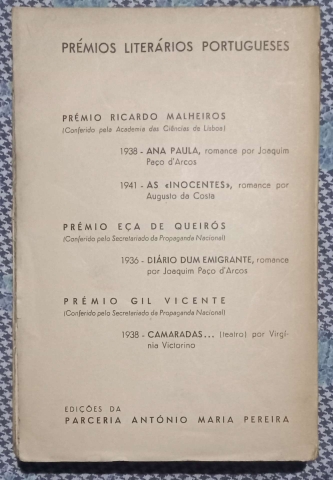 PRÉMIOS LITERÁRIOS PORTUGUESES
PRÉMIO RICARDO MALHEIROS
(Conferido pela Academia das Ciências de Lisboa)
1938 - ANA PAULA, romance por Joaquim
Paço d'Arcos
1941 - AS «INOCENTES», romance por
Augusto da Costa
PRÉMIO EÇA DE QUEIRÓS
(Conferido pelo Secretariado da Propaganda Nacional)
1936 - DIÁRIO DUM EMIGRANTE, romance
por Joaquim Paço d'Arcos
PRÉMIO GIL VICENTE
(Conferido pelo Secretariado da Propaganda Nacional)
1938 - CAMARADAS... (teatro) por Virgí-
nia Victorino
EDIÇÕES DA
PARCERIA ANTÓNIO MARIA PEREIRA